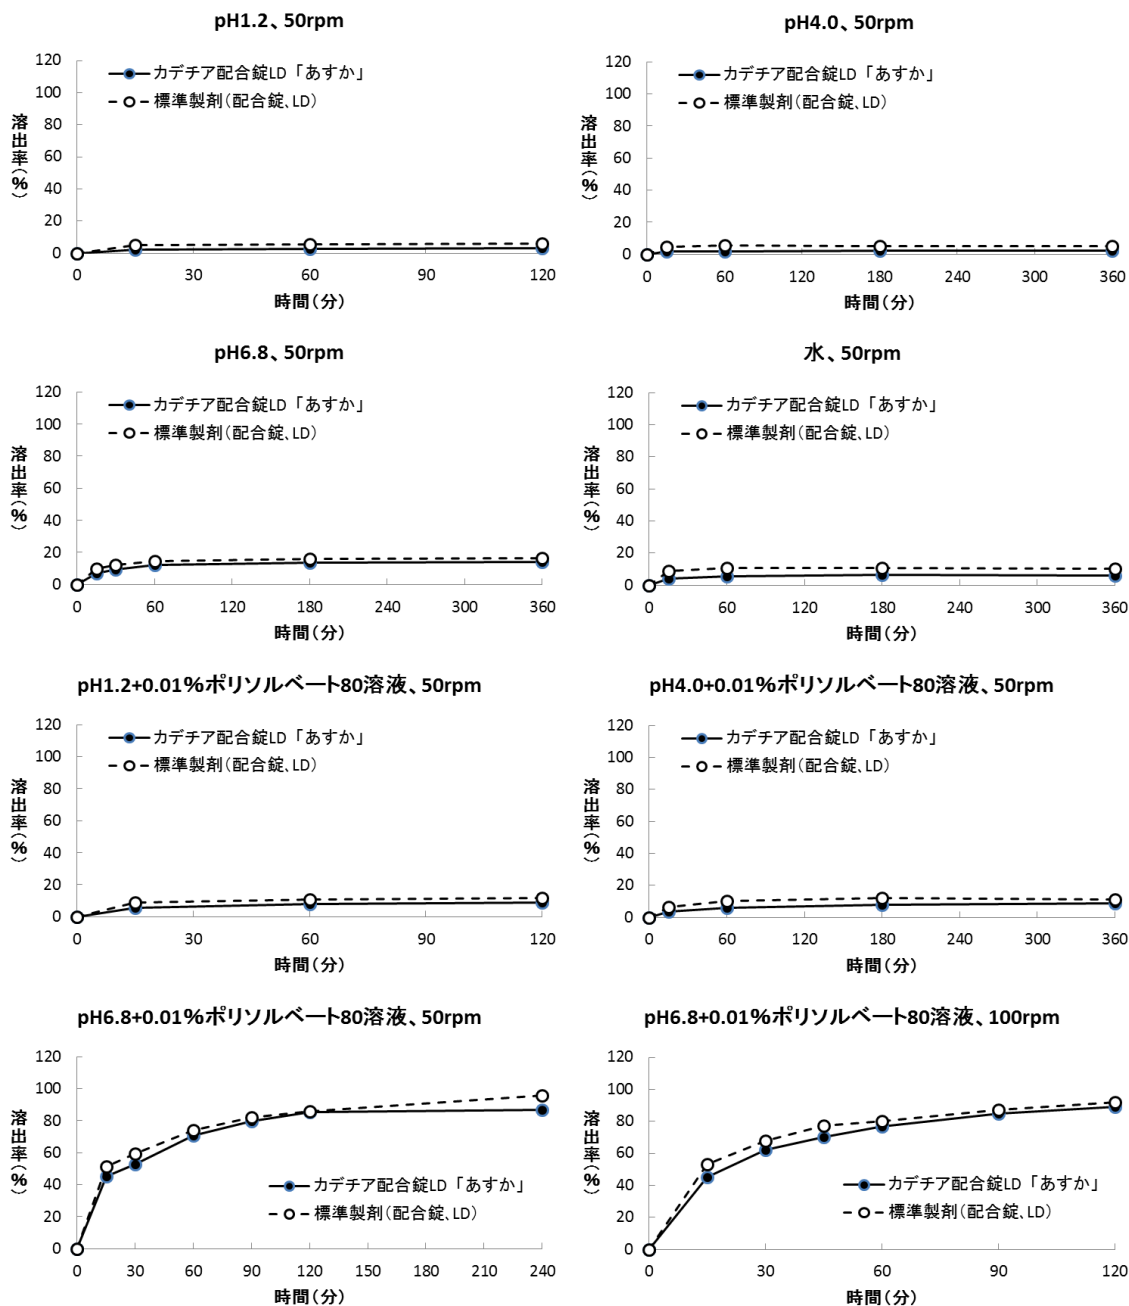 pH1.2、50rpm
120
100
80
60
40
20
0
溶出率(%)
カデチア配合錠LD「あすか」
標準製剤(配合錠、LD)
0 30 60 90 120
時間(分)
pH4.0、50rpm
120
100
80
60
40
20
0
溶出率(%)
カデチア配合錠LD「あすか」
標準製剤(配合錠、LD)
0 60 120 180 240 300 360
時間(分)
pH6.8、50rpm
120
100
80
60
40
20
0
溶出率(%)
カデチア配合錠LD「あすか」
標準製剤(配合錠、LD)
0 60 120 180 240 300 360
時間(分)
水、50rpm
120
100
80
60
40
20
0
溶出率(%)
カデチア配合錠LD「あすか」
標準製剤(配合錠、LD)
0 60 120 180 240 300 360
時間(分)
pH1.2+0.01%ポリソルベート80溶液、50rpm
120
100
80
60
40
20
0
溶出率(%)
カデチア配合錠LD「あすか」
標準製剤(配合錠、LD)
0 30 60 90 120
時間(分)
pH4.0+0.01%ポリソルベート80溶液、50rpm
120
100
80
60
40
20
0
溶出率(%)
カデチア配合錠LD「あすか」
標準製剤(配合錠、LD)
0 60 120 180 240 300 360
時間(分)
pH6.8+0.01%ポリソルベート80溶液、50rpm
120
100
80
60
40
20
0
溶出率(%)
カデチア配合錠LD「あすか」
標準製剤(配合錠、LD)
0 30 60 90 120 150 180 210 240
時間(分)
pH6.8+0.01%ポリソルベート80溶液、100rpm
120
100
80
60
40
20
0
溶出率(%)
カデチア配合錠LD「あすか」
標準製剤(配合錠、LD)
0 30 60 90 120
時間(分)